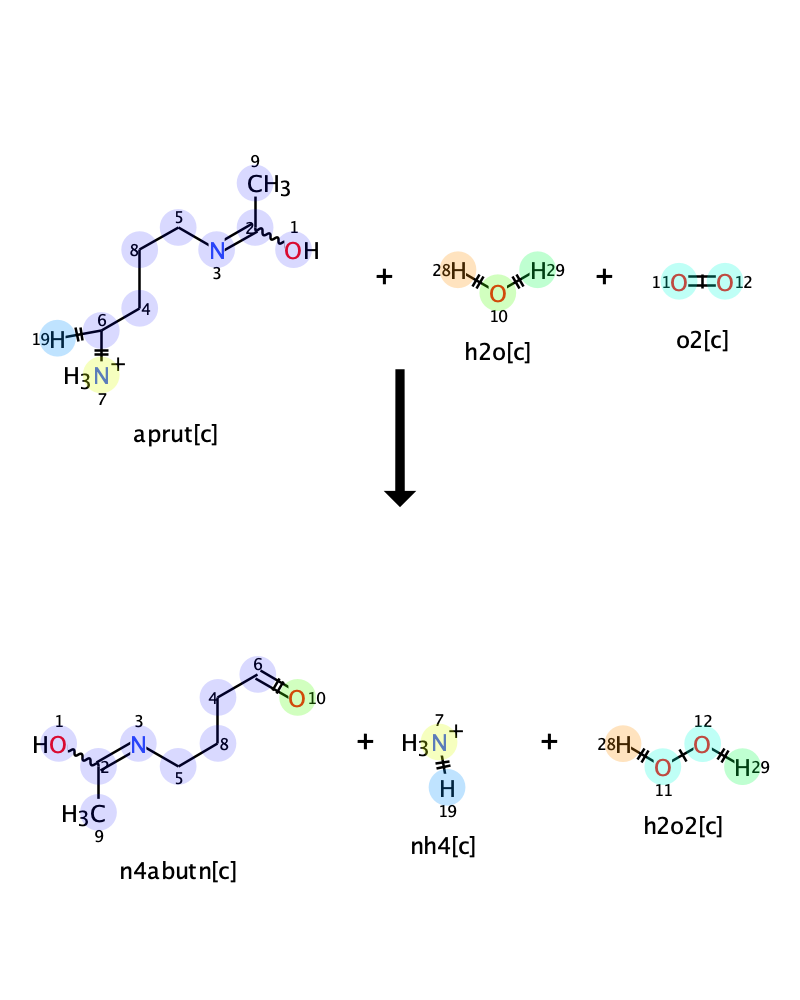 9
CH3
5
2
1
8
N
OH
3
28H
H29
+
+
O
10
11O
O12
h2o[c]
o2[c]
4
6
19H
H3N+
7
aprut[c]
6
4
O10
1
3
HO
N
2
8
5
H3C
9
n4abutn[c]
+
7
H3N+
H
19
nh4[c]
+
12
28H
O
O
11
H29
h2o2[c]